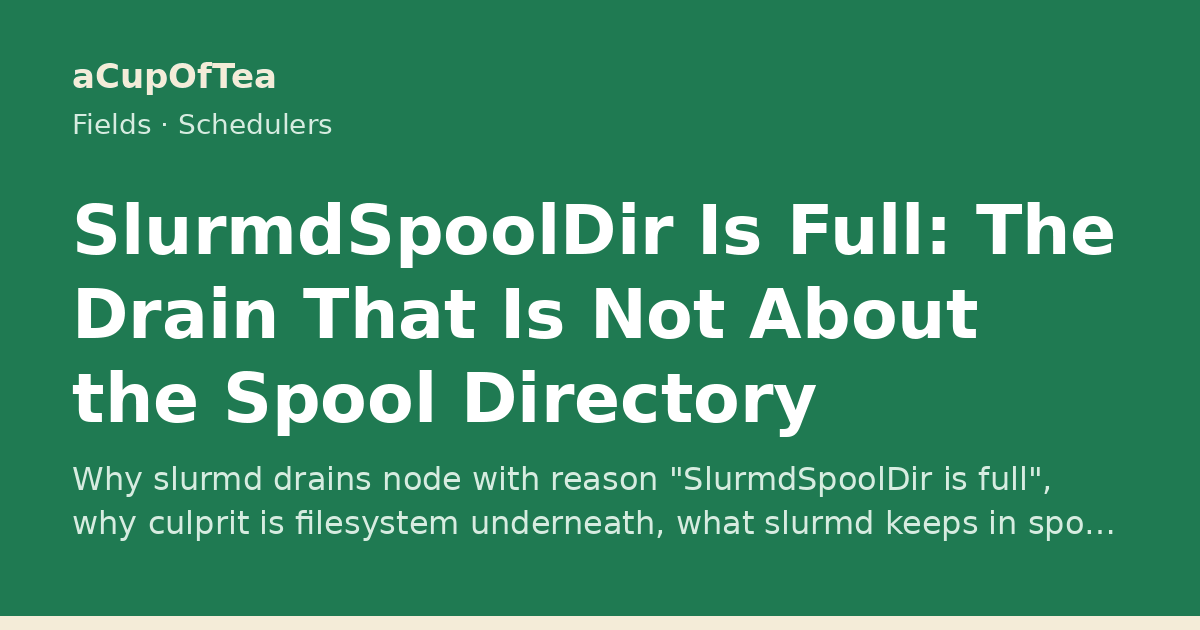 aCupOfTea
Fields · Schedulers
SlurmdSpoolDir Is Full: The
Drain That Is Not About
the Spool Directory
Why slurmd drains node with reason "SlurmdSpoolDir is full",
why culprit is filesystem underneath, what slurmd keeps in spo…